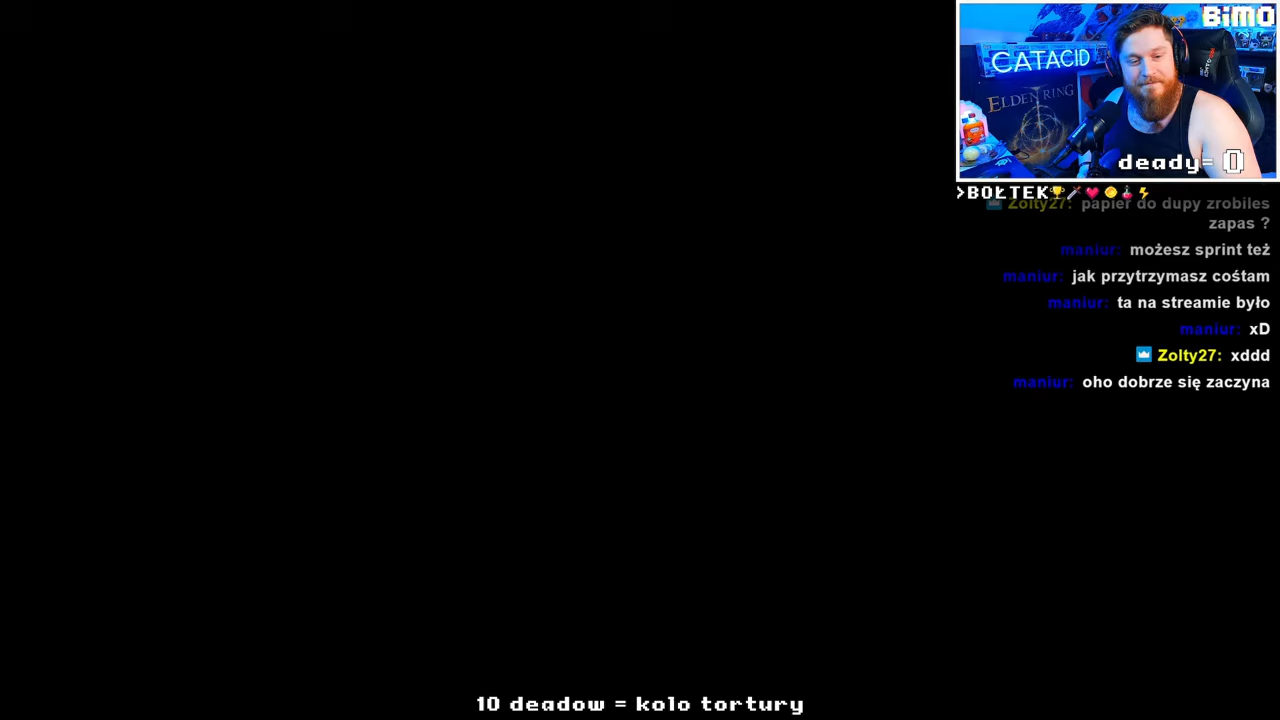 BiMO
CATACID
ELDEN RING
deady= 0
>BOŁTEK
Zolty27: papier do dupy zrobiles
zapas ?
maniur: możesz sprint też
maniur: jak przytrzymasz cośtam
maniur: ta na streamie było
maniur: xD
Zolty27: xddd
maniur: oho dobrze się zaczyna
10 deadow = kolo tortury